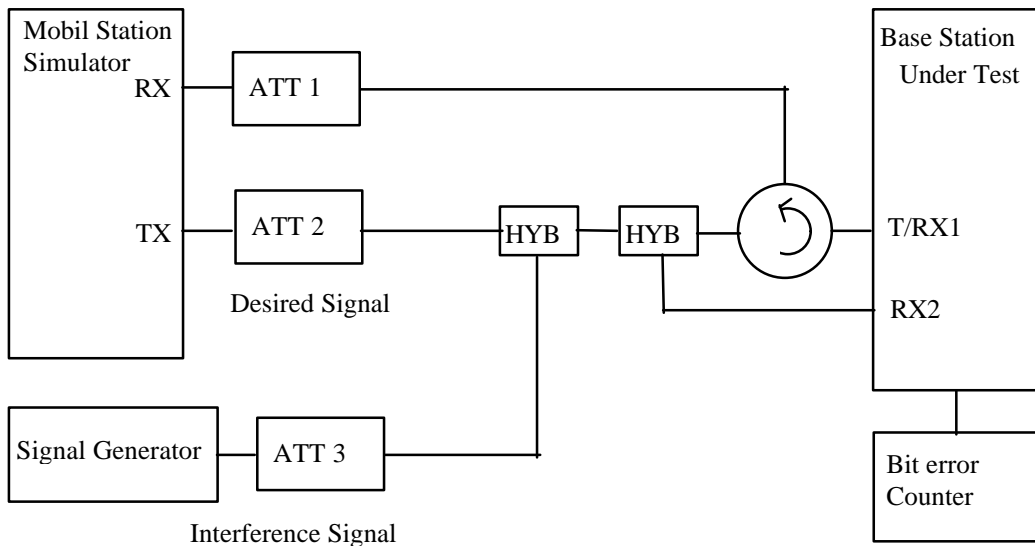 Mobil Station
Simulator
RX
ATT 1
Base Station
Under Test
TX
ATT 2
HYB
HYB
T/RX1
Desired Signal
RX2
Signal Generator
ATT 3
Bit error
Counter
Interference Signal